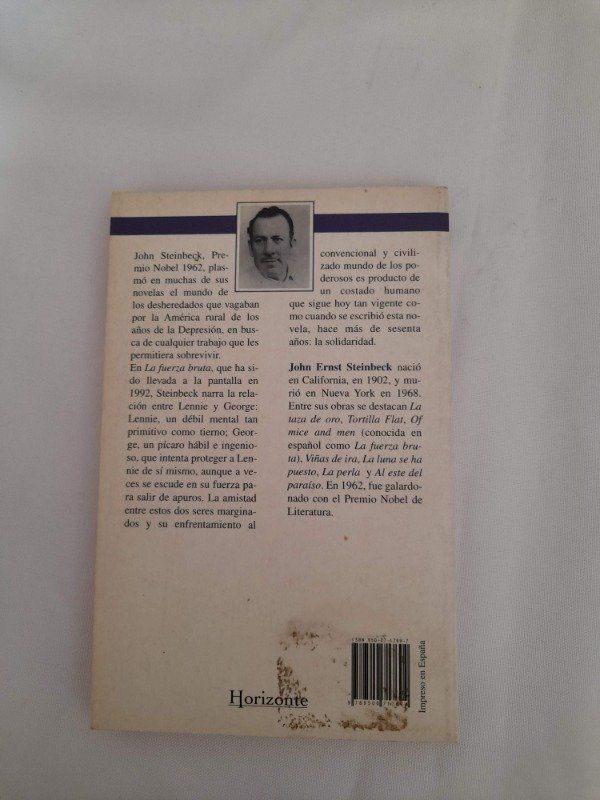 John Steinbeck, Pre-
mio Nobel 1962, plas-
mó en muchas de sus
novelas el mundo de
los desheredados que vagaban
por la América rural de los
años de la Depresión, en bus-
ca de cualquier trabajo que les
permitiera sobrevivir.
En La fuerza bruta, que ha si-
do llevada a la pantalla en
1992, Steinbeck narra la rela-
ción entre Lennie y George:
Lennie, un débil mental tan
primitivo como tierno; Geor-
ge, un pícaro hábil e ingenio-
so, que intenta proteger a Len-
nie de sí mismo, aunque a ve-
ces se escude en su fuerza pa-
ra salir de apuros. La amistad
entre estos dos seres margina-
dos y su enfrentamiento al
convencional y civili-
zado mundo de los po-
derosos es producto de
un costado humano
que sigue hoy tan vigente co-
mo cuando se escribió esta no-
vela, hace más de sesenta
años: la solidaridad.
John Ernst Steinbeck nació
en California, en 1902, y mu-
rió en Nueva York en 1968.
Entre sus obras se destacan La
taza de oro, Tortilla Flat, Of
mice and men (conocida en
español como La fuerza bru-
ta), Viñas de ira, La luna se ha
puesto, La perla y Al este del
paraíso. En 1962, fue galardo-
nado con el Premio Nobel de
Literatura.
Horizonte
ISBN
Impreso en España